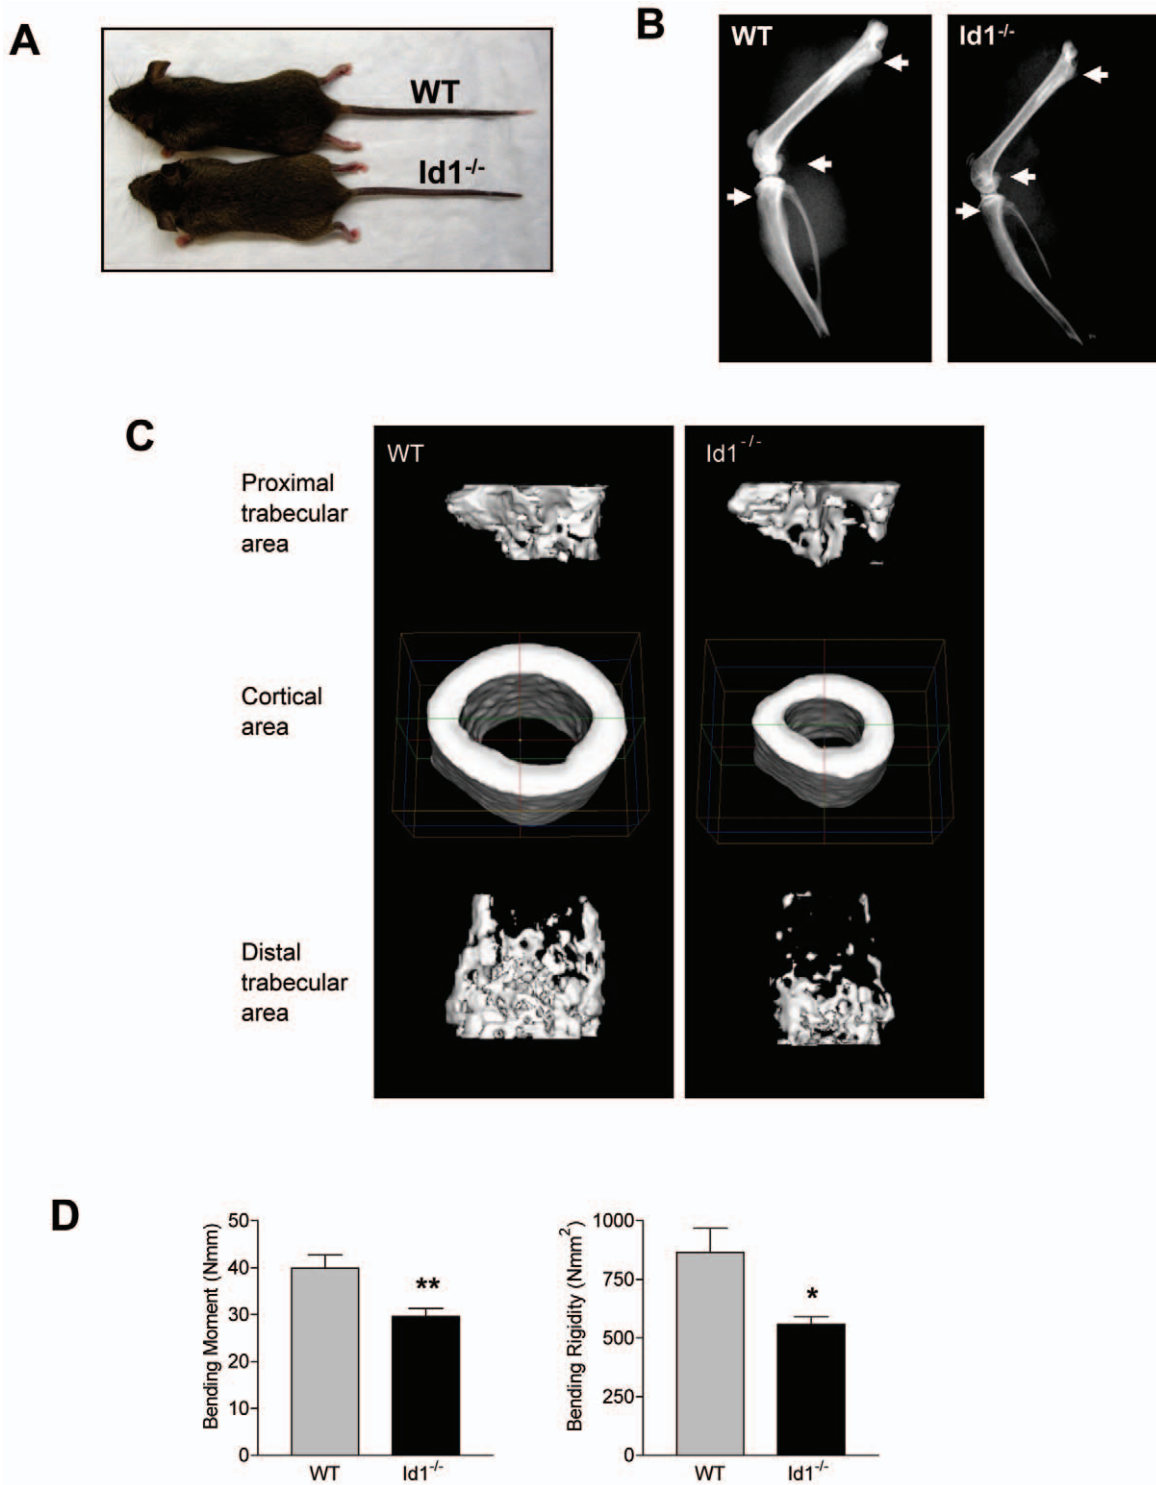 A
WT
Id1-/-
B
WT
Id1-/-
C
WT
Id1-/-
Proximal
trabecular
area
Cortical
area
Distal
trabecular
area
D
Bending Moment (Nmm)
50
40
30
20
10
0
**
WT
Id1-/-
Bending Rigidity (Nmm²)
1000
750
500
250
0
*
WT
Id1-/-